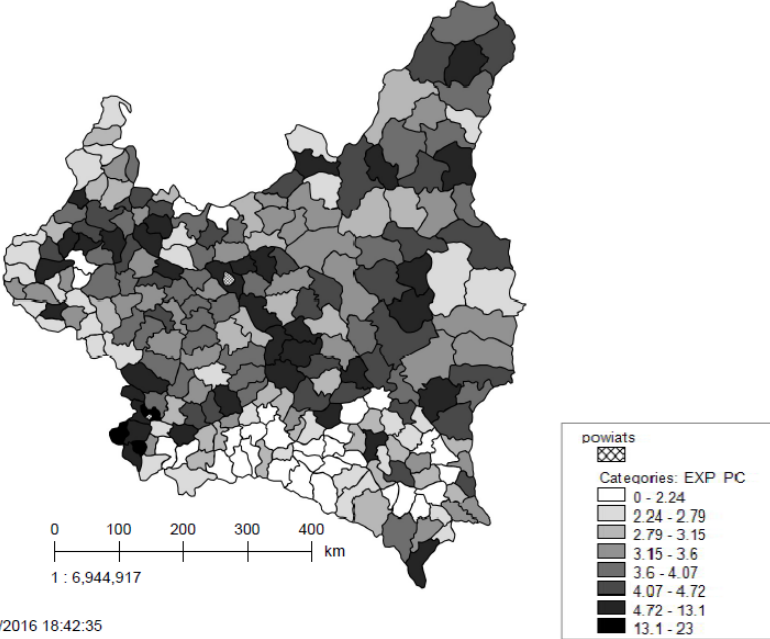 0 100 200 300 400
km
1 : 6,944,917
/2016 18:42:35
powiats
Categories: EXP_PC
0 - 2.24
2.24 - 2.79
2.79 - 3.15
3.15 - 3.6
3.6 - 4.07
4.07 - 4.72
4.72 - 13.1
13.1 - 23